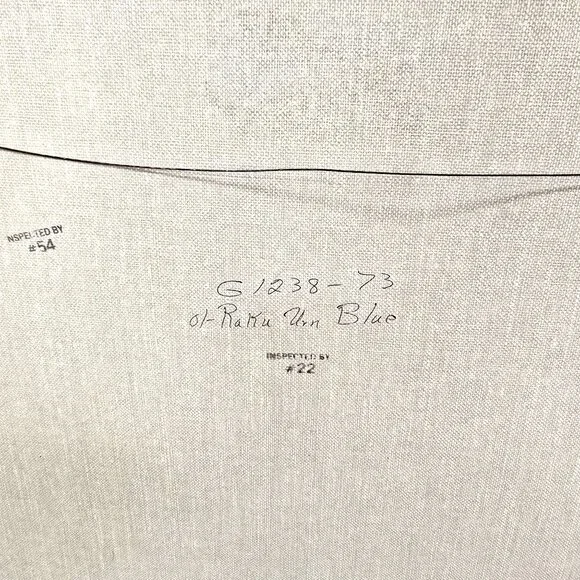 NSPECTED BY
#54
G1238-73
01-Raku Urn Blue
INSPECTED BY
#22